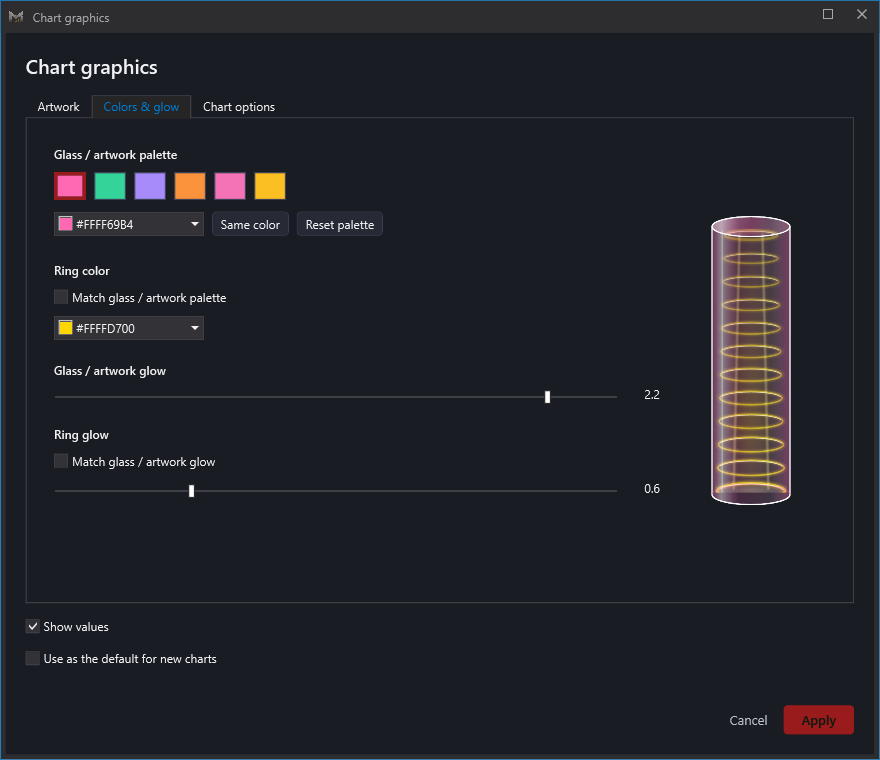 Chart graphics
Chart graphics
Artwork Colors & glow Chart options
Glass / artwork palette
#FFFF69B4 Same color Reset palette
Ring color
Match glass / artwork palette
#FFFFD700
Glass / artwork glow
2.2
Ring glow
Match glass / artwork glow
0.6
Show values
Use as the default for new charts
Cancel Apply